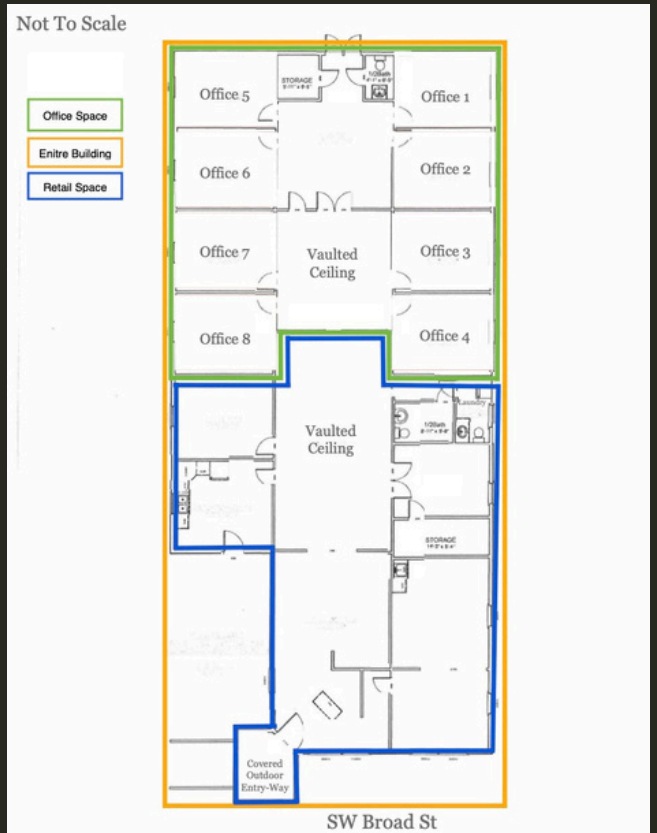 Not To Scale
Office Space
Enitre Building
Retail Space
Office 5
STORAGE
1/2Bath
Office 1
Office 6
Office 2
Office 7
Vaulted
Ceiling
Office 3
Office 8
Office 4
Vaulted
Ceiling
Laundry
1/2Bath
STORAGE
Covered
Outdoor
Entry-Way
SW Broad St